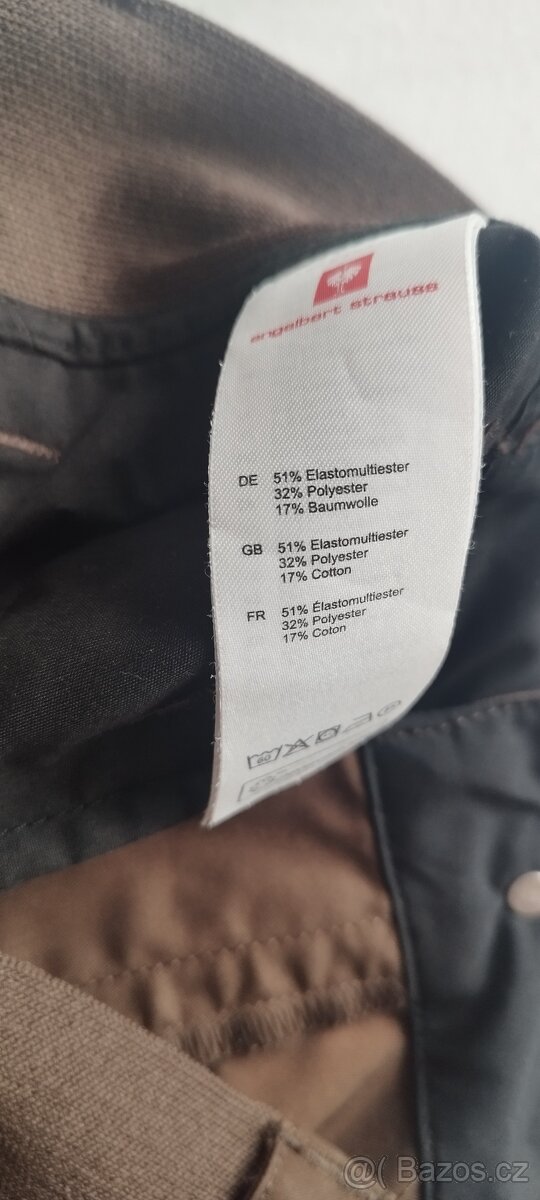 engelbert strauss
DE 51% Elastomultiester
32% Polyester
17% Baumwolle
GB 51% Elastomultiester
32% Polyester
17% Cotton
FR 51% Élastomultiester
32% Polyester
17% Coton
60
@( Bazos.cz